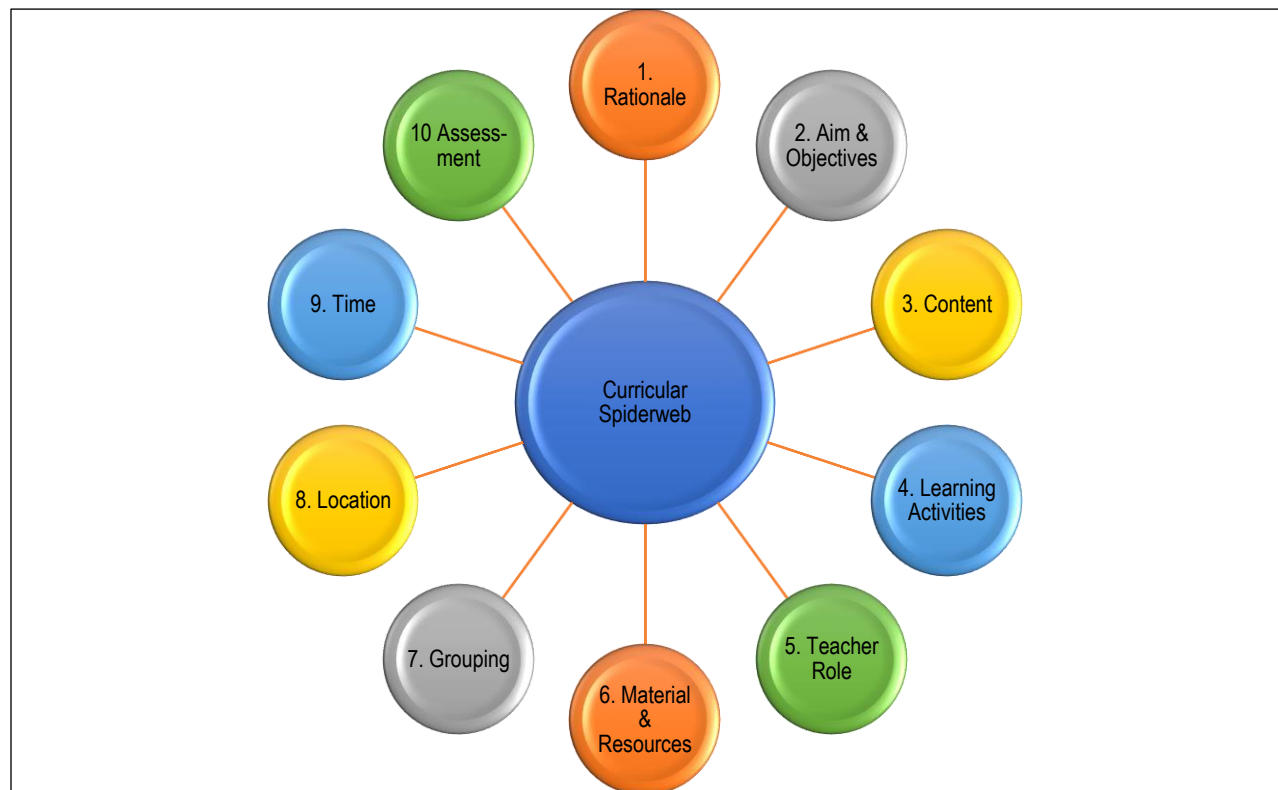 1.
Rationale
2. Aim &
Objectives
3. Content
4. Learning
Activities
5. Teacher
Role
6. Material
&
Resources
7. Grouping
8. Location
9. Time
10 Assess-
ment
Curricular
Spiderweb